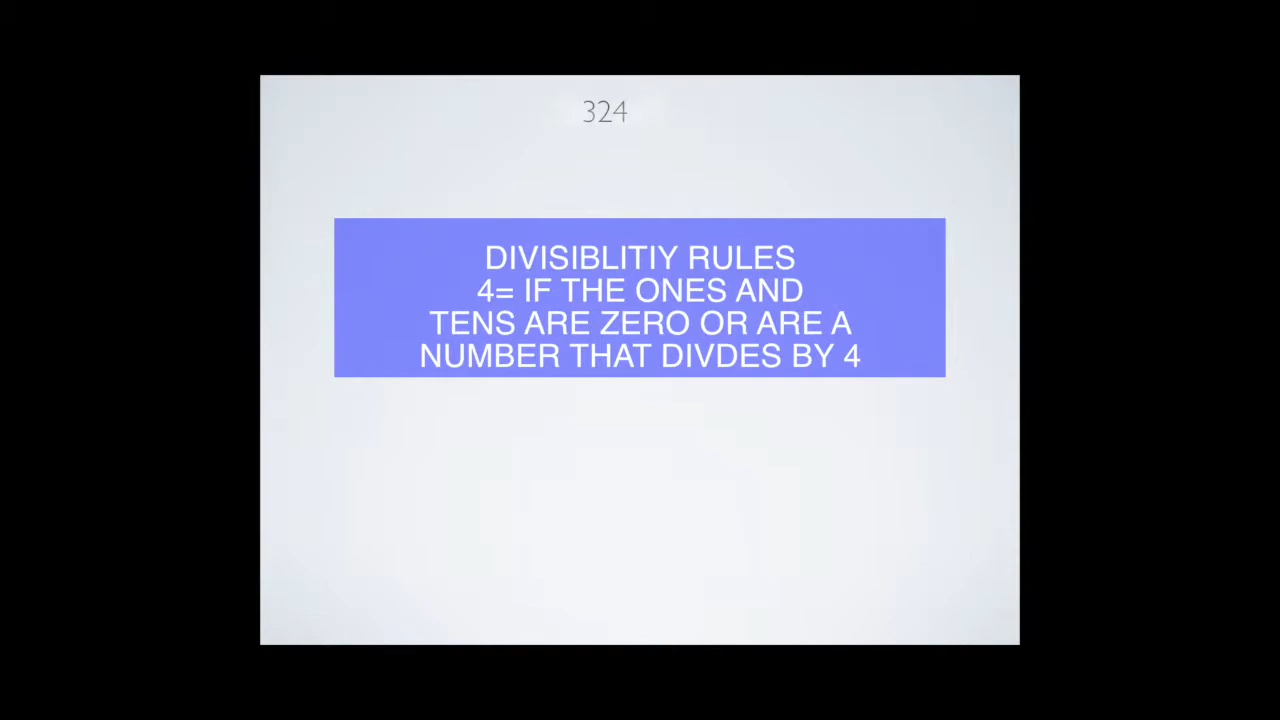 324
DIVISIBLITIY RULES
4= IF THE ONES AND
TENS ARE ZERO OR ARE A
NUMBER THAT DIVDES BY 4